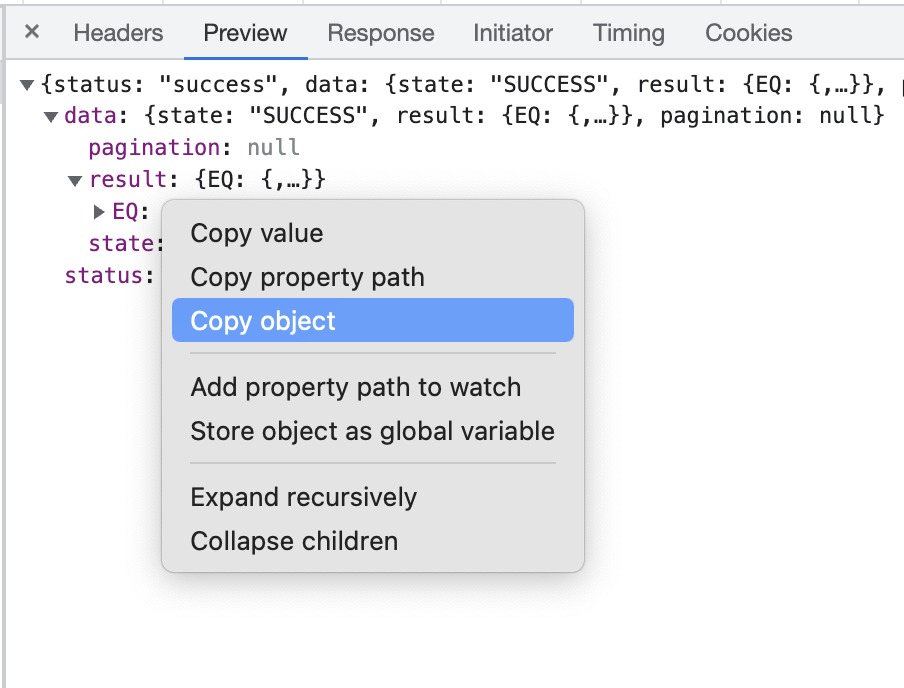 × Headers Preview Response Initiator Timing Cookies
▼{status: "success", data: {state: "SUCCESS", result: {EQ: {,…}},
▼data: {state: "SUCCESS", result: {EQ: {,…}}, pagination: null}
pagination: null
▼result: {EQ: {,…}}
▶EQ:
state:
status:
Copy value
Copy property path
Copy object
Add property path to watch
Store object as global variable
Expand recursively
Collapse children